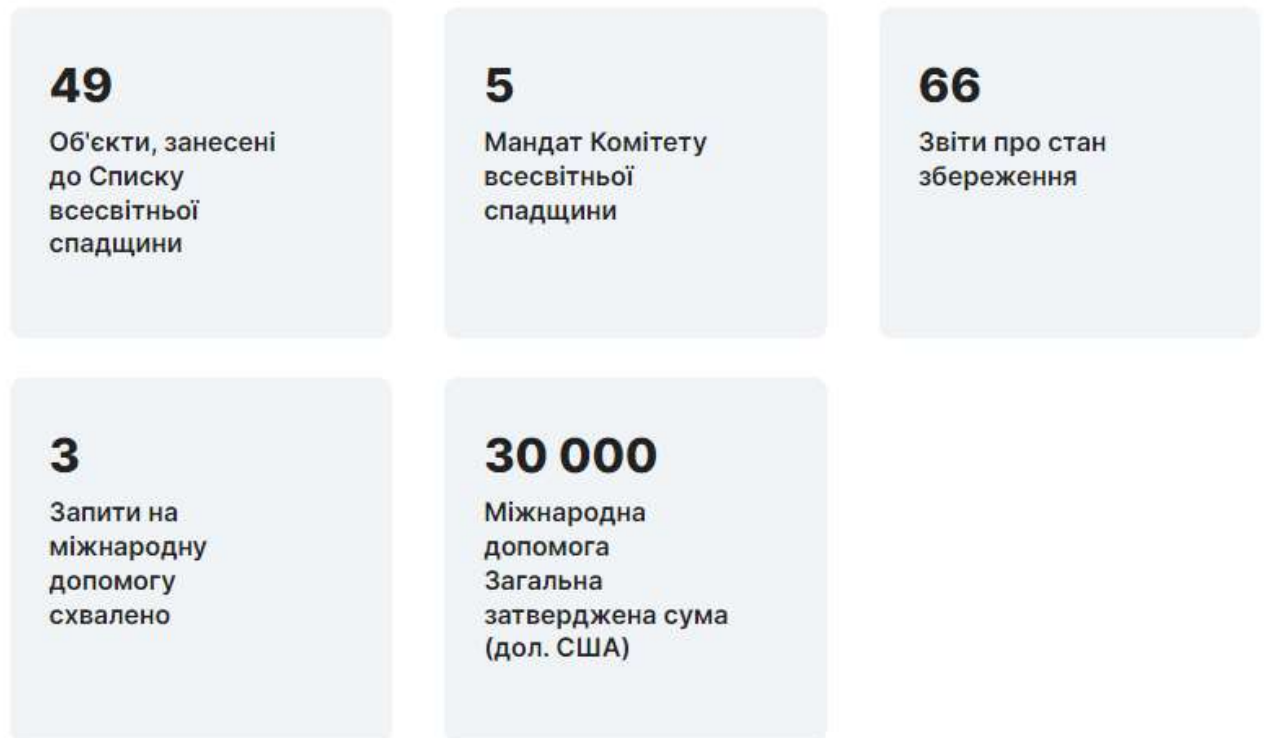 49
Об'єкти, занесені
до Списку
всесвітньої
спадщини
5
Мандат Комітету
всесвітньої
спадщини
66
Звіти про стан
збереження
3
Запити на
міжнародну
допомогу
схвалено
30 000
Міжнародна
допомога
Загальна
затверджена сума
(дол. США)